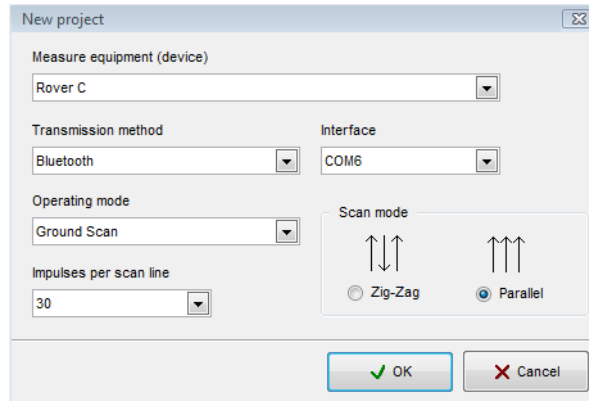 New project
Measure equipment (device)
Rover C
Transmission method
Interface
Bluetooth
COM6
Operating mode
Ground Scan
Scan mode
Impulses per scan line
30
Zig-Zag
Parallel
OK
Cancel